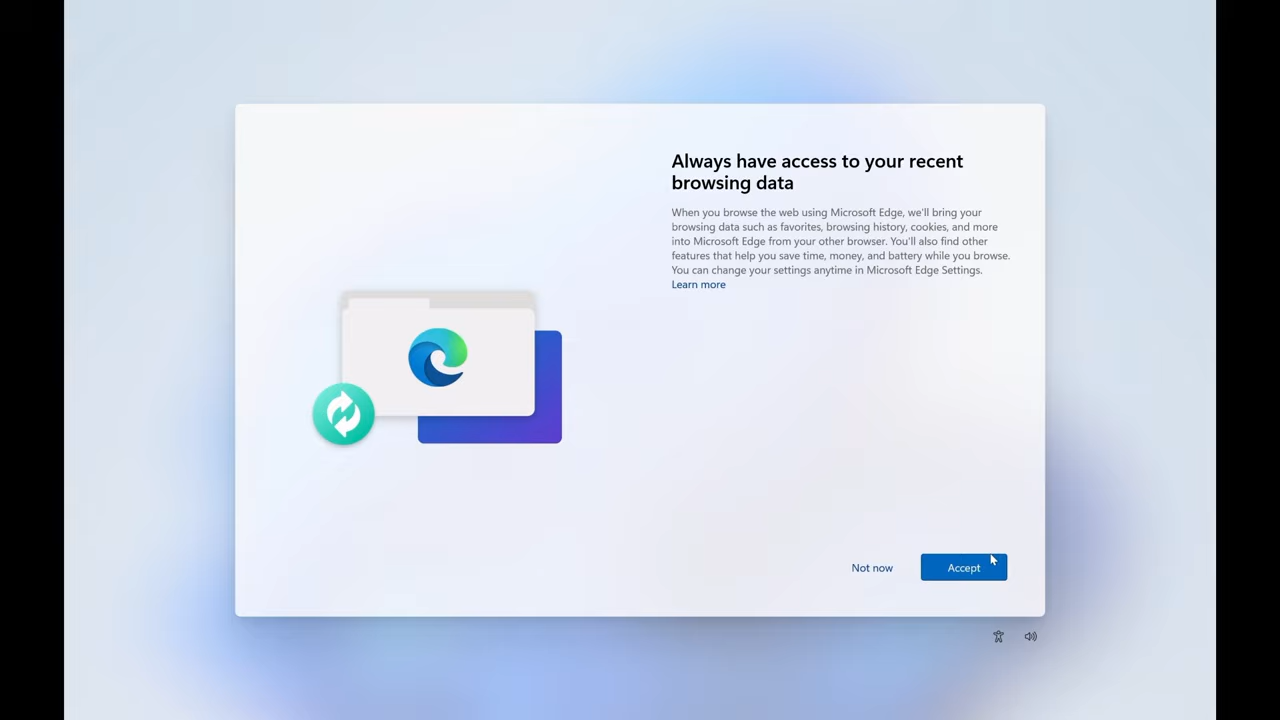 Always have access to your recent
browsing data
When you browse the web using Microsoft Edge, we'll bring your
browsing data such as favorites, browsing history, cookies, and more
into Microsoft Edge from your other browser. You'll also find other
features that help you save time, money, and battery while you browse.
You can change your settings anytime in Microsoft Edge Settings.
Learn more
Not now
Accept